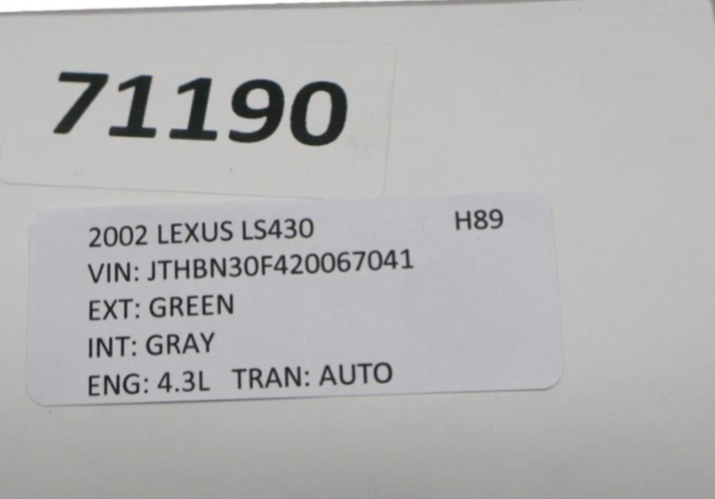 71190
2002 LEXUS LS430 H89
VIN: JTHBN30F420067041
EXT: GREEN
INT: GRAY
ENG: 4.3L TRAN: AUTO